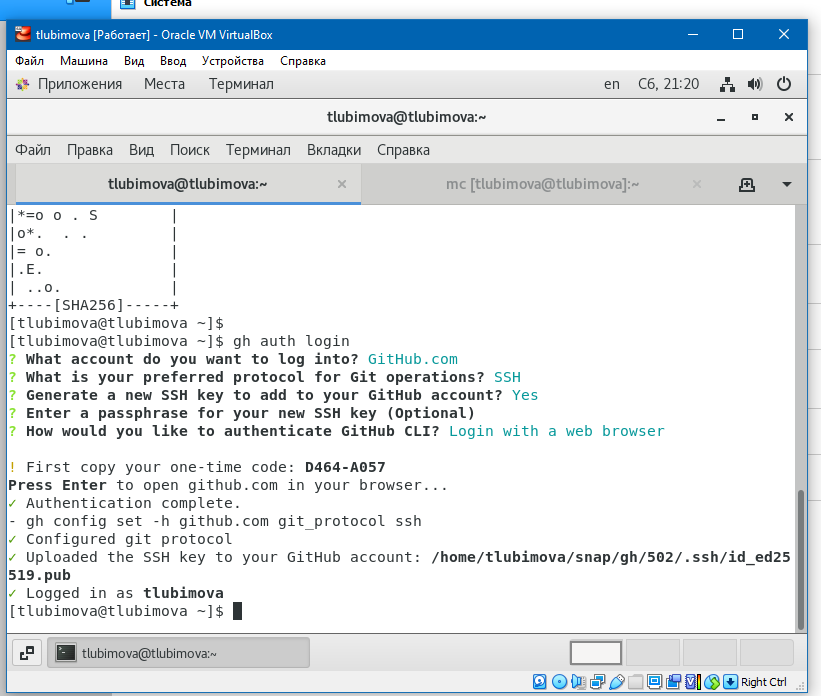 Система
tlubimova [Работает] - Oracle VM VirtualBox
Файл Машина Вид Ввод Устройства Справка
Приложения Места Терминал en Сб, 21:20
tlubimova@tlubimova:~
Файл Правка Вид Поиск Терминал Вкладки Справка
tlubimova@tlubimova:~ × mc [tlubimova@tlubimova]:~ ×
|*=o o . S        |
|o*.  . .         |
|= o.             |
|.E.              |
| ..o.            |
+----[SHA256]-----+
[tlubimova@tlubimova ~]$
[tlubimova@tlubimova ~]$ gh auth login
? What account do you want to log into? GitHub.com
? What is your preferred protocol for Git operations? SSH
? Generate a new SSH key to add to your GitHub account? Yes
? Enter a passphrase for your new SSH key (Optional)
? How would you like to authenticate GitHub CLI? Login with a web browser
! First copy your one-time code: D464-A057
Press Enter to open github.com in your browser...
✓ Authentication complete.
- gh config set -h github.com git_protocol ssh
✓ Configured git protocol
✓ Uploaded the SSH key to your GitHub account: /home/tlubimova/snap/gh/502/.ssh/id_ed25
519.pub
✓ Logged in as tlubimova
[tlubimova@tlubimova ~]$
tlubimova@tlubimova:~
Right Ctrl